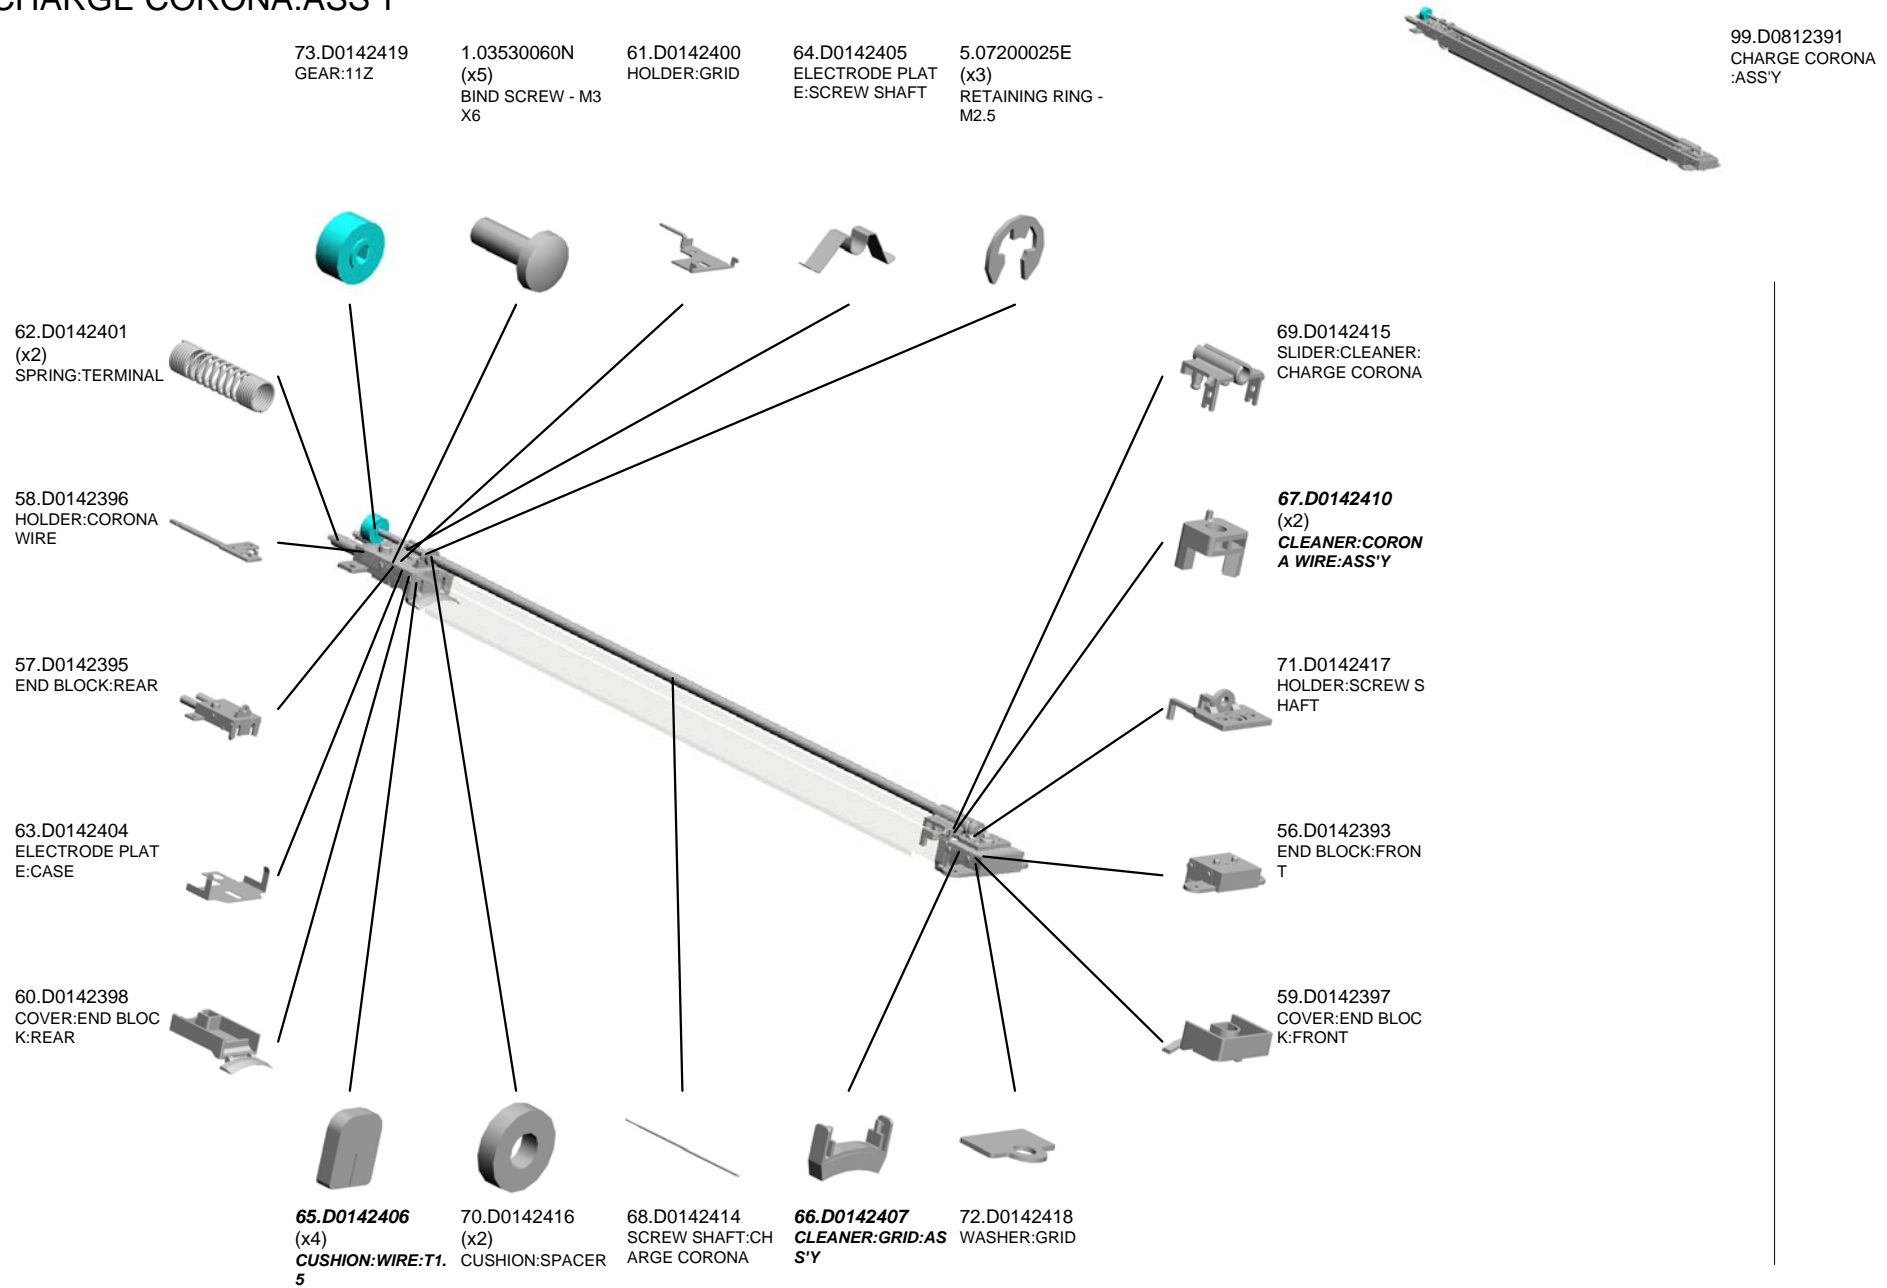 CHARGE CORONA:ASS'Y
73.D0142419
GEAR:11Z
1.03530060N
(x5)
BIND SCREW - M3
X6
61.D0142400
HOLDER:GRID
64.D0142405
ELECTRODE PLAT
E:SCREW SHAFT
5.07200025E
(x3)
RETAINING RING -
M2.5
99.D0812391
CHARGE CORONA
:ASS'Y
62.D0142401
(x2)
SPRING:TERMINAL
69.D0142415
SLIDER:CLEANER:
CHARGE CORONA
58.D0142396
HOLDER:CORONA
WIRE
67.D0142410
(x2)
CLEANER:CORON
A WIRE:ASS'Y
57.D0142395
END BLOCK:REAR
71.D0142417
HOLDER:SCREW S
HAFT
63.D0142404
ELECTRODE PLAT
E:CASE
56.D0142393
END BLOCK:FRON
T
60.D0142398
COVER:END BLOC
K:REAR
59.D0142397
COVER:END BLOC
K:FRONT
65.D0142406
(x4)
CUSHION:WIRE:T1.
5
70.D0142416
(x2)
CUSHION:SPACER
68.D0142414
SCREW SHAFT:CH
ARGE CORONA
66.D0142407
CLEANER:GRID:AS
S'Y
72.D0142418
WASHER:GRID